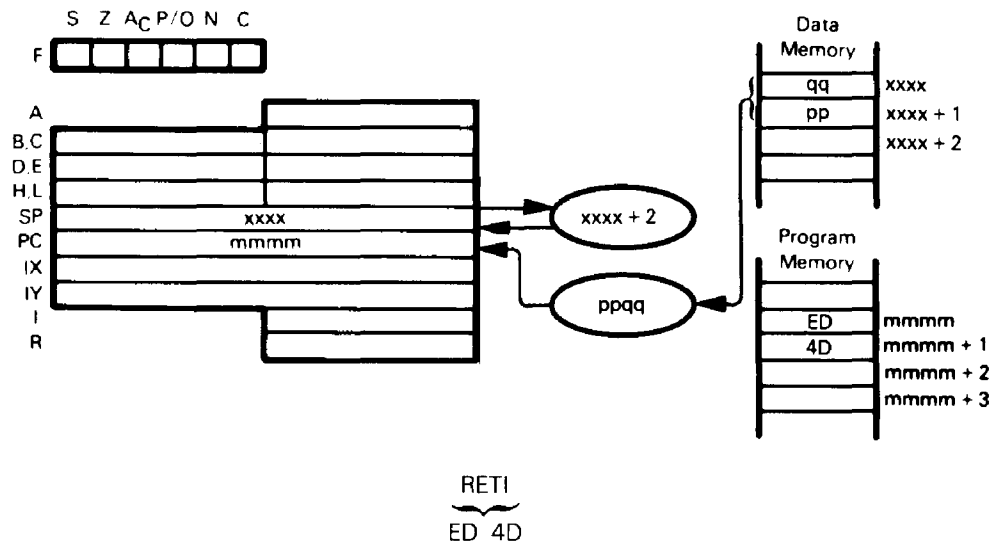 S Z AC P/O N C
F
A
B,C
D,E
H,L
SP xxxx
PC mmmm
IX
IY
I
R
xxxx + 2
ppqq
Data
Memory
qq xxxx
pp xxxx + 1
xxxx + 2
Program
Memory
ED mmmm
4D mmmm + 1
mmmm + 2
mmmm + 3
RETI
ED 4D